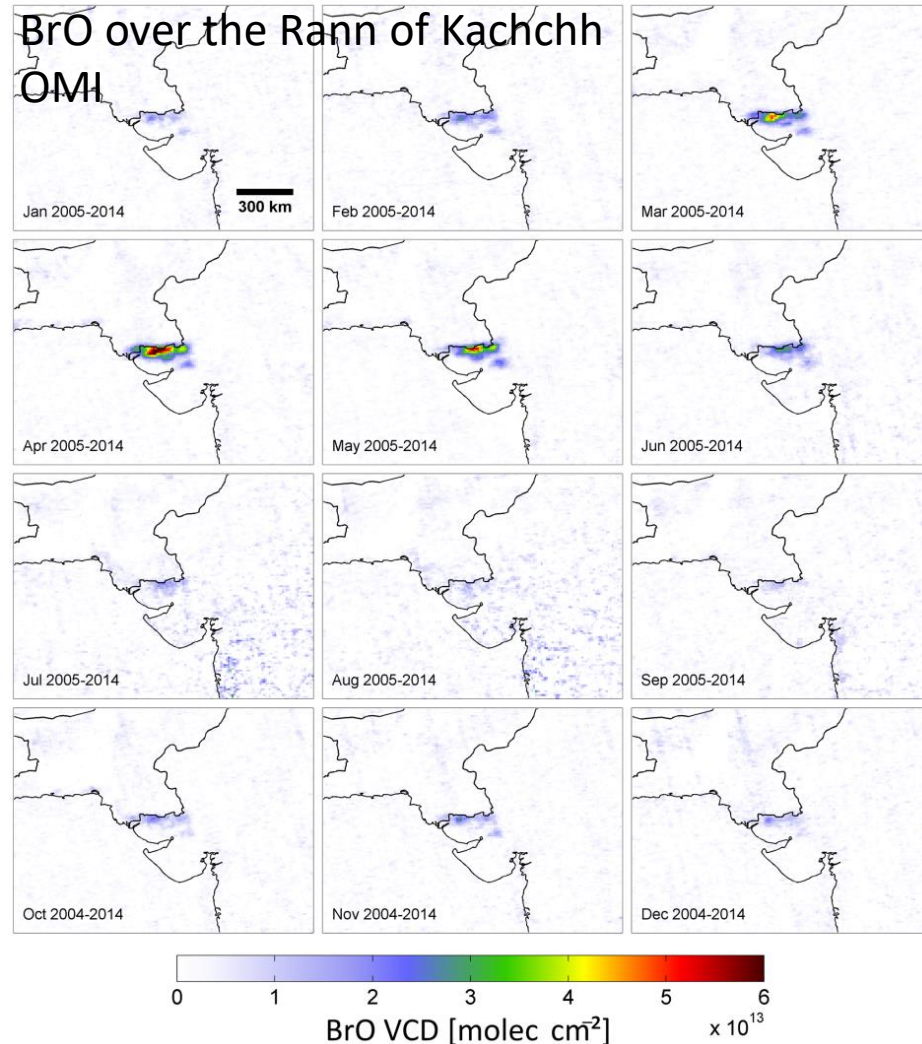 BrO over the Rann of Kachchh
OMI
300 km
Jan 2005-2014
Feb 2005-2014
Mar 2005-2014
Apr 2005-2014
May 2005-2014
Jun 2005-2014
Jul 2005-2014
Aug 2005-2014
Sep 2005-2014
Oct 2004-2014
Nov 2004-2014
Dec 2004-2014
0 1 2 3 4 5 6
BrO VCD [molec cm⁻²] x 10¹³